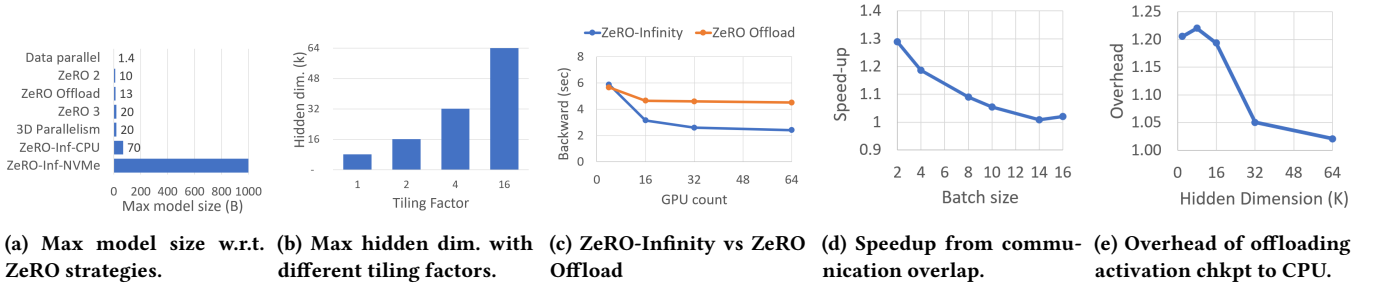 Data parallel 1.4
ZeRO 2 10
ZeRO Offload 13
ZeRO 3 20
3D Parallelism 20
ZeRO-Inf-CPU 70
ZeRO-Inf-NVMe
0 200 400 600 800 1000
Max model size (B)
(a) Max model size w.r.t.
ZeRO strategies.
Hidden dim. (k)
64
48
32
16
-
1 2 4 16
Tiling Factor
(b) Max hidden dim. with
different tiling factors.
ZeRO-Infinity ZeRO Offload
Backward (sec)
8
6
4
2
0
0 16 32 48 64
GPU count
(c) ZeRO-Infinity vs ZeRO
Offload
Speed-up
1.4
1.3
1.2
1.1
1
0.9
2 4 6 8 10 12 14 16
Batch size
(d) Speedup from commu-
nication overlap.
Overhead
1.25
1.20
1.15
1.10
1.05
1.00
0 16 32 48 64
Hidden Dimension (K)
(e) Overhead of offloading
activation chkpt to CPU.